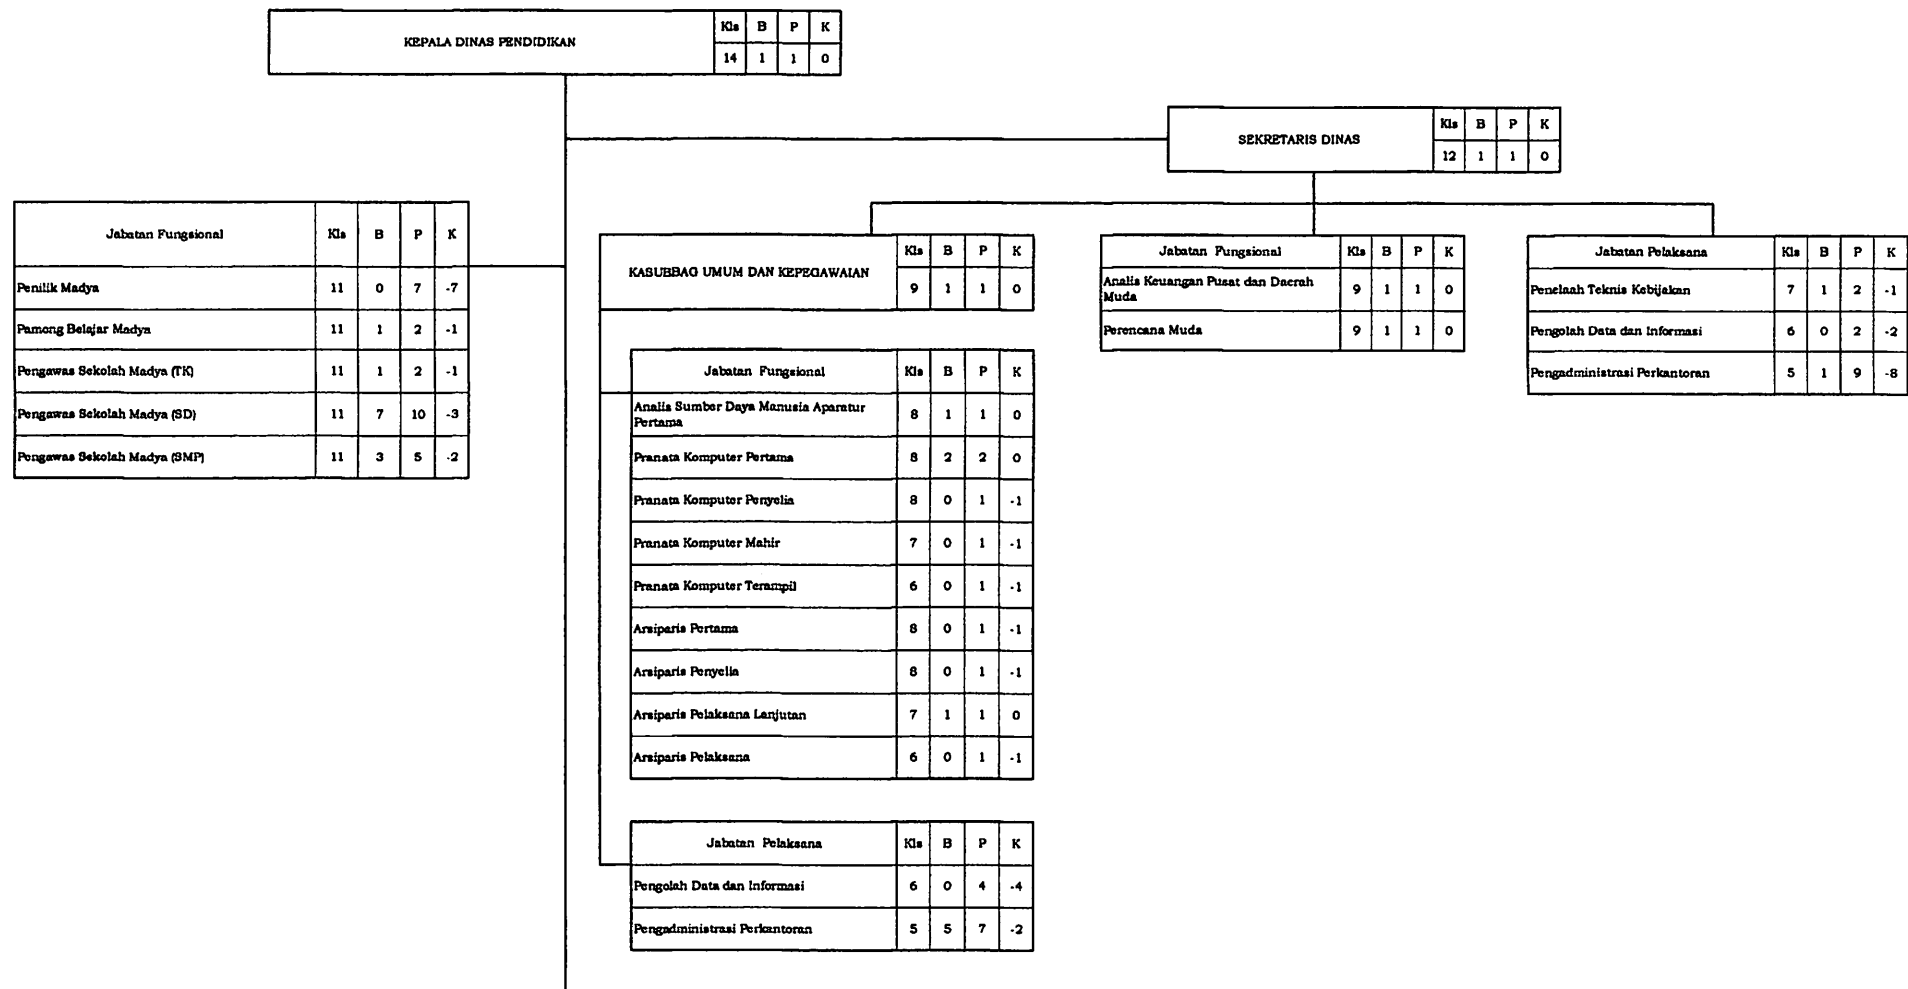 KEPALA DINAS PENDIDIKAN
Kls B P K
14 1 1 0
SEKRETARIS DINAS
Kls B P K
12 1 1 0
Jabatan Fungsional Kls B P K
Penilik Madya 11 0 7 -7
Pamong Belajar Madya 11 1 2 -1
Pengawas Sekolah Madya (TK) 11 1 2 -1
Pengawas Sekolah Madya (SD) 11 7 10 -3
Pengawas Sekolah Madya (SMP) 11 3 5 -2
KASUBBAG UMUM DAN KEPEGAWAIAN
Kls B P K
9 1 1 0
Jabatan Fungsional Kls B P K
Analis Sumber Daya Manusia Aparatur
Pertama 8 1 1 0
Pranata Komputer Pertama 8 2 2 0
Pranata Komputer Penyelia 8 0 1 -1
Pranata Komputer Mahir 7 0 1 -1
Pranata Komputer Terampil 6 0 1 -1
Arsiparis Pertama 8 0 1 -1
Arsiparis Penyelia 8 0 1 -1
Arsiparis Pelaksana Lanjutan 7 1 1 0
Arsiparis Pelaksana 6 0 1 -1
Jabatan Pelaksana Kls B P K
Pengolah Data dan Informasi 6 0 4 -4
Pengadministrasi Perkantoran 5 5 7 -2
Jabatan Fungsional Kls B P K
Analis Keuangan Pusat dan Daerah
Muda 9 1 1 0
Perencana Muda 9 1 1 0
Jabatan Pelaksana Kls B P K
Penelaah Teknis Kebijakan 7 1 2 -1
Pengolah Data dan Informasi 6 0 2 -2
Pengadministrasi Perkantoran 5 1 9 -8